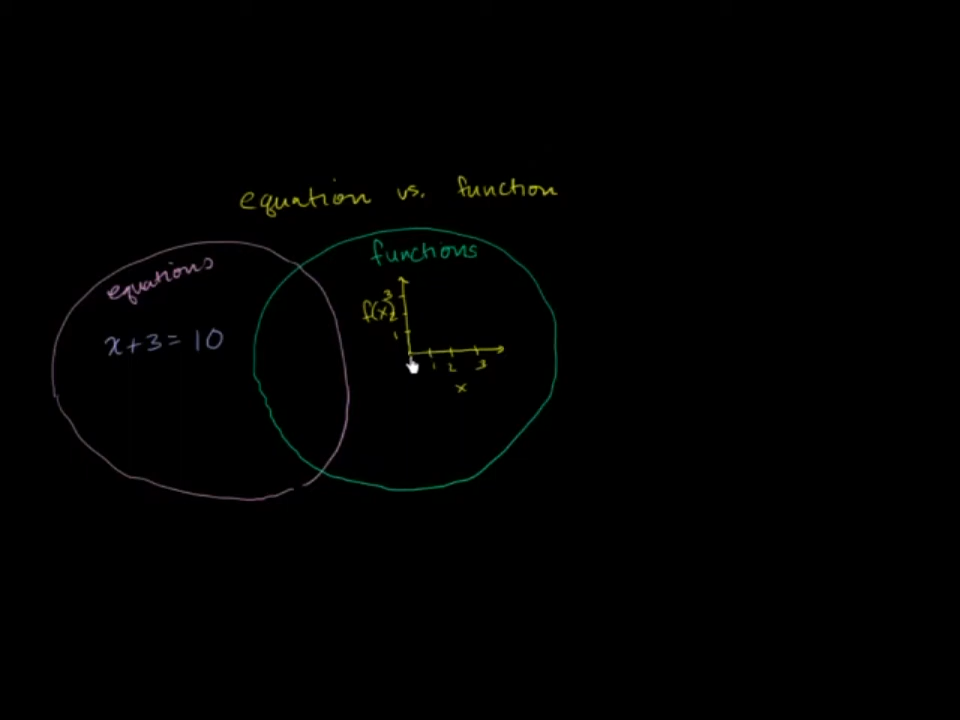 equation vs. function
equations
functions
x+3=10
3
f(x) 2
1
1 2 3
x